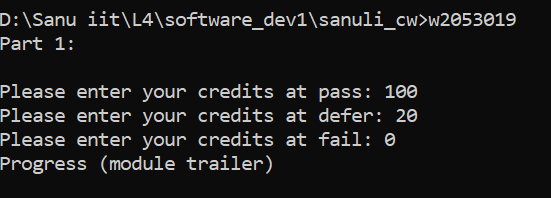 D:\Sanu iit\L4\software_dev1\sanuli_cw>w2053019
Part 1:
Please enter your credits at pass: 100
Please enter your credits at defer: 20
Please enter your credits at fail: 0
Progress (module trailer)